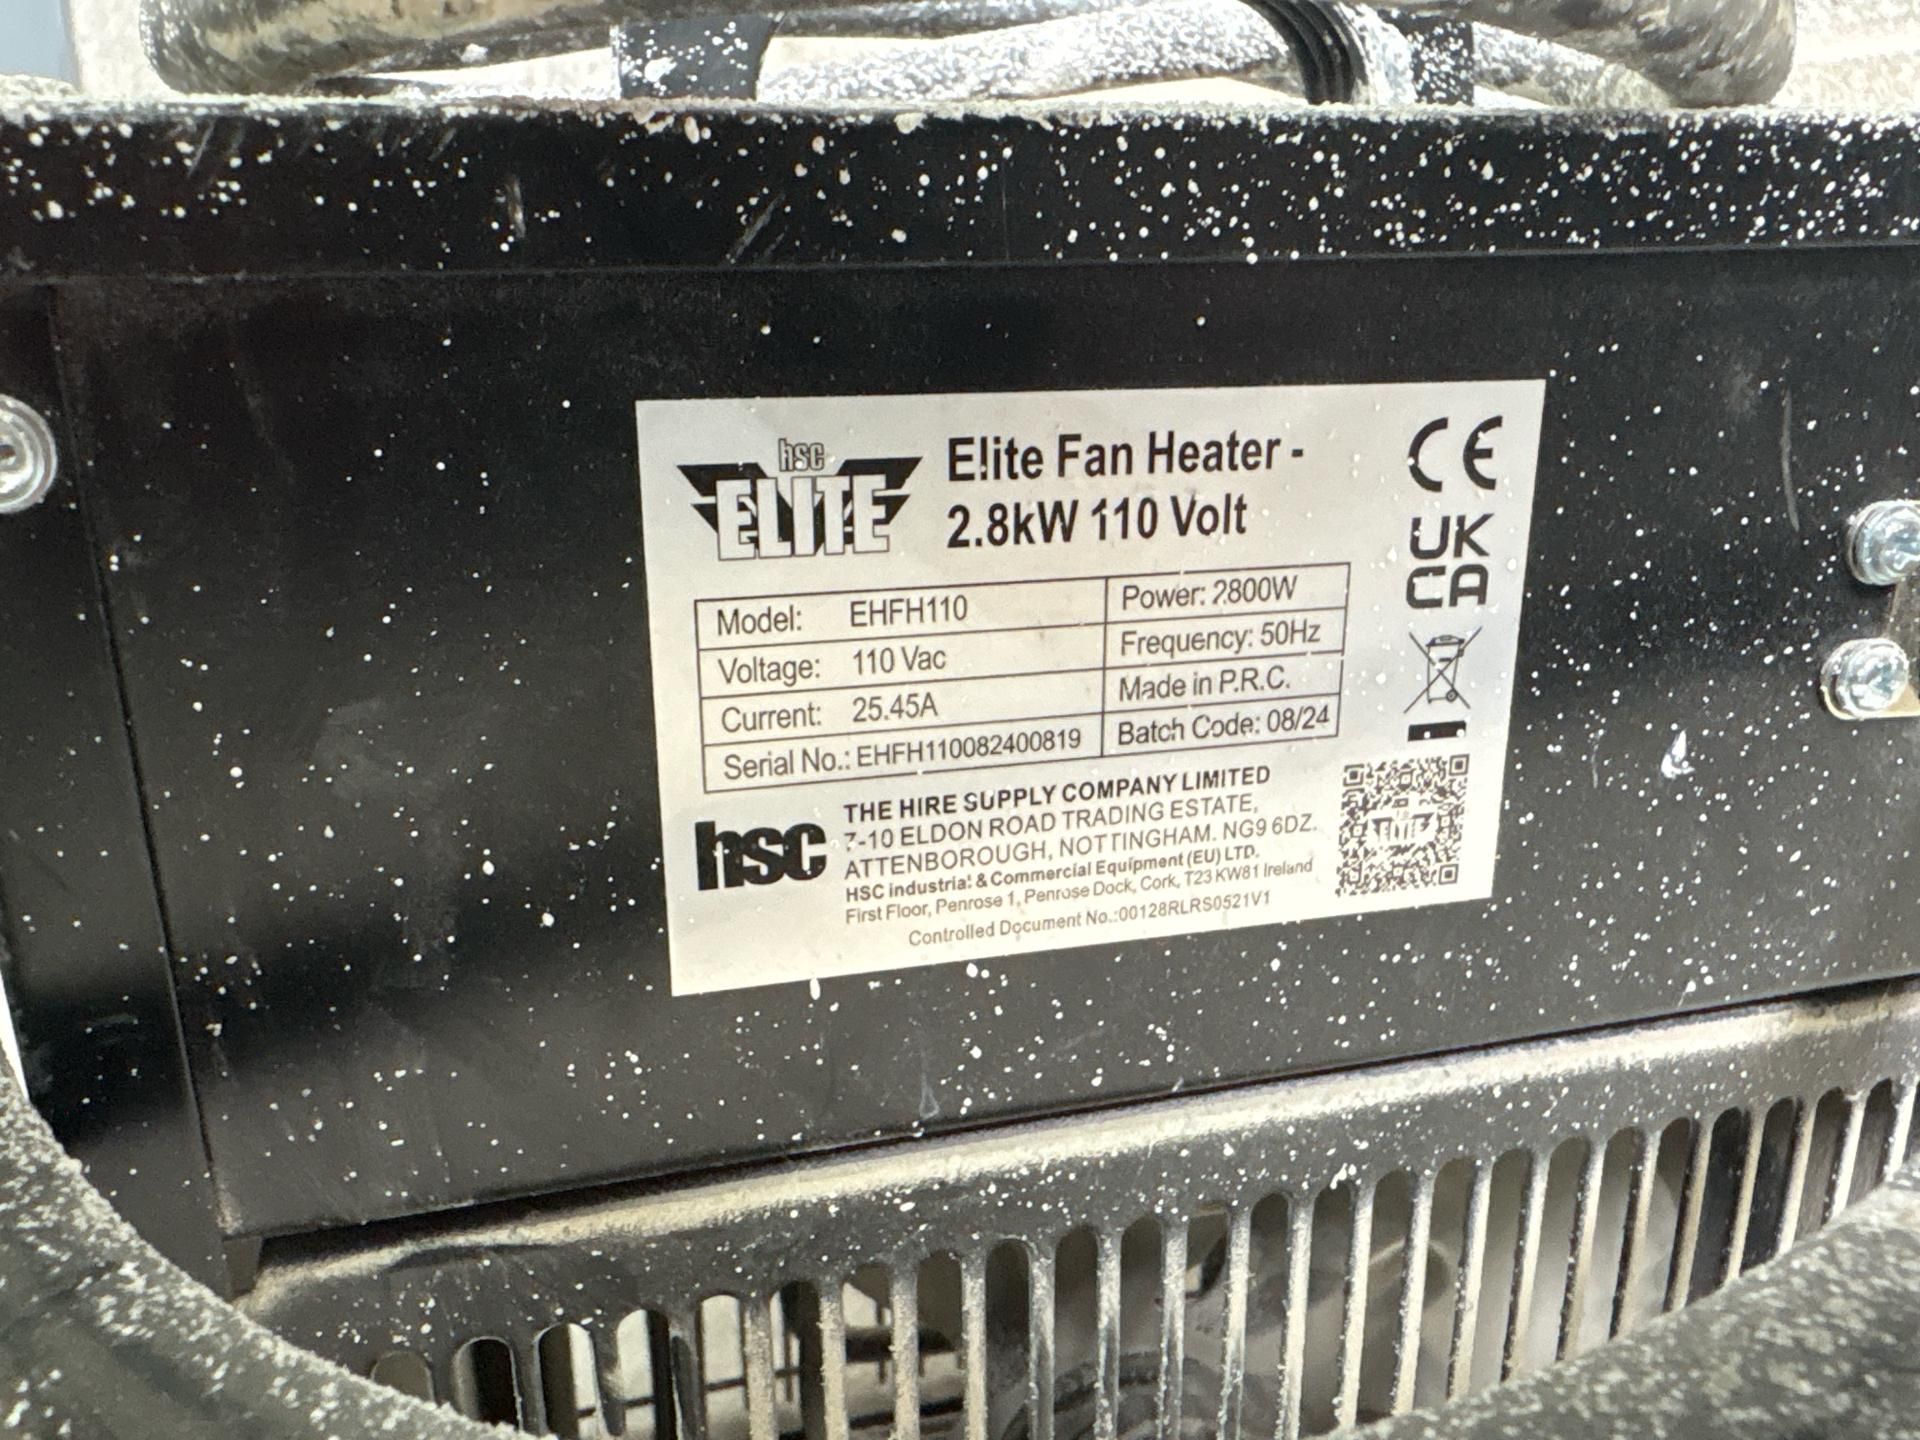 hsc
ELITE
Elite Fan Heater -
2.8kW 110 Volt
CE
UK
CA
Model: EHFH110
Power: 2800W
Voltage: 110 Vac
Frequency: 50Hz
Current: 25.45A
Made in P.R.C.
Serial No.: EHFH110082400819
Batch Code: 08/24
hsc
THE HIRE SUPPLY COMPANY LIMITED
7-10 ELDON ROAD TRADING ESTATE,
ATTENBOROUGH, NOTTINGHAM. NG9 6DZ.
HSC industrial & Commercial Equipment (EU) LTD.
First Floor, Penrose 1, Penrose Dock, Cork, T23 KW81 Ireland
Controlled Document No.:00128RLRS0521V1
ELITE